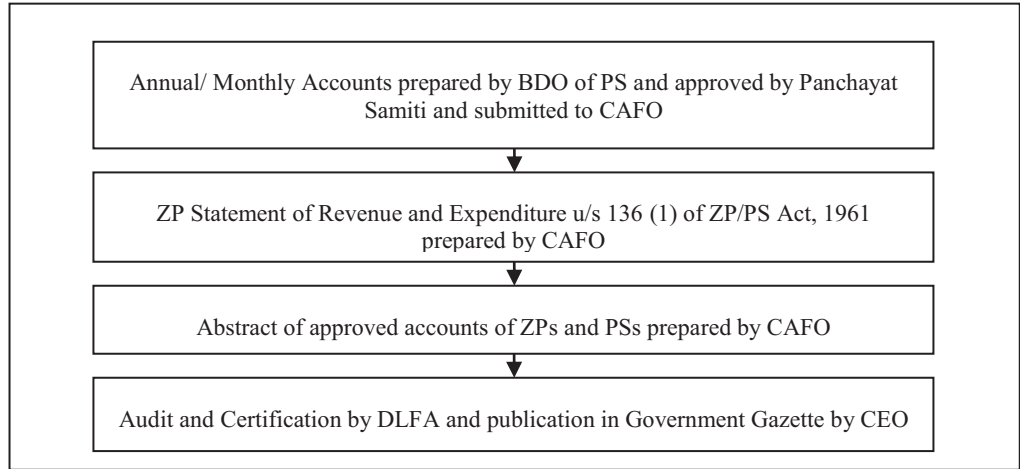 Annual/ Monthly Accounts prepared by BDO of PS and approved by Panchayat
Samiti and submitted to CAFO
ZP Statement of Revenue and Expenditure u/s 136 (1) of ZP/PS Act, 1961
prepared by CAFO
Abstract of approved accounts of ZPs and PSs prepared by CAFO
Audit and Certification by DLFA and publication in Government Gazette by CEO